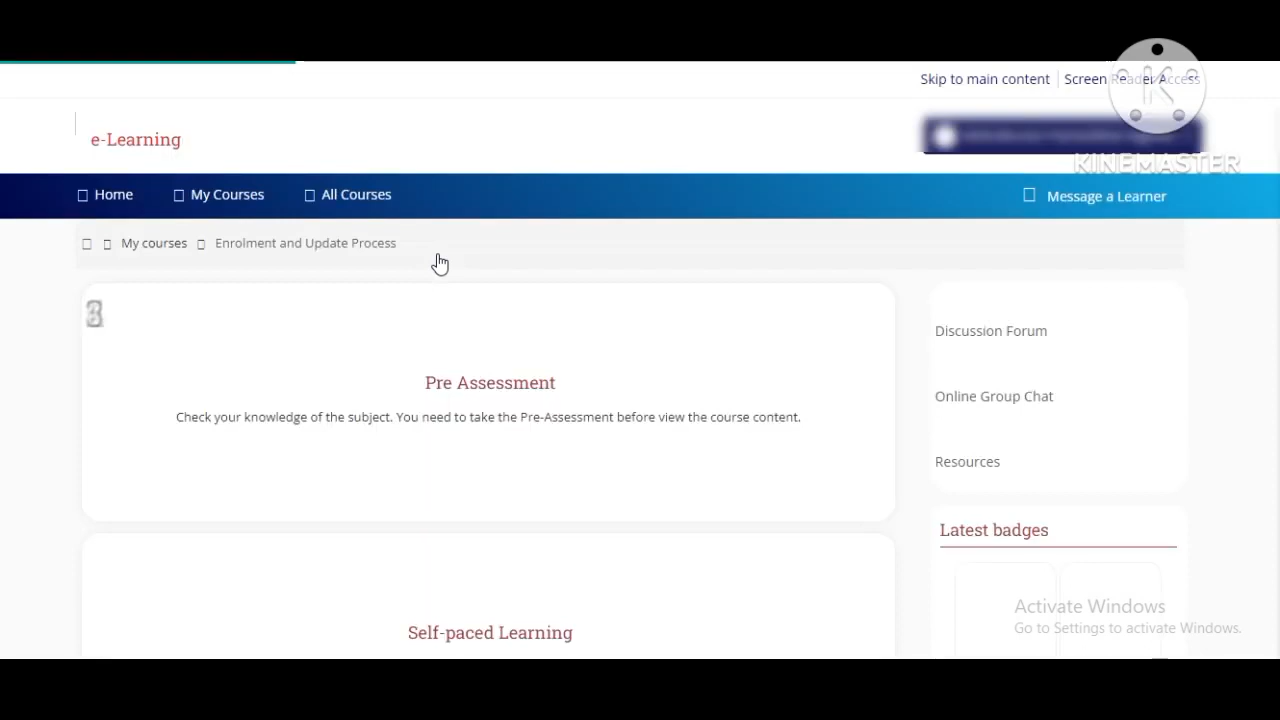 Skip to main content
Screen Reader Access
KINEMASTER
e-Learning
Home
My Courses
All Courses
Message a Learner
My courses
Enrolment and Update Process
Pre Assessment
Check your knowledge of the subject. You need to take the Pre-Assessment before view the course content.
Self-paced Learning
Discussion Forum
Online Group Chat
Resources
Latest badges
Activate Windows
Go to Settings to activate Windows.